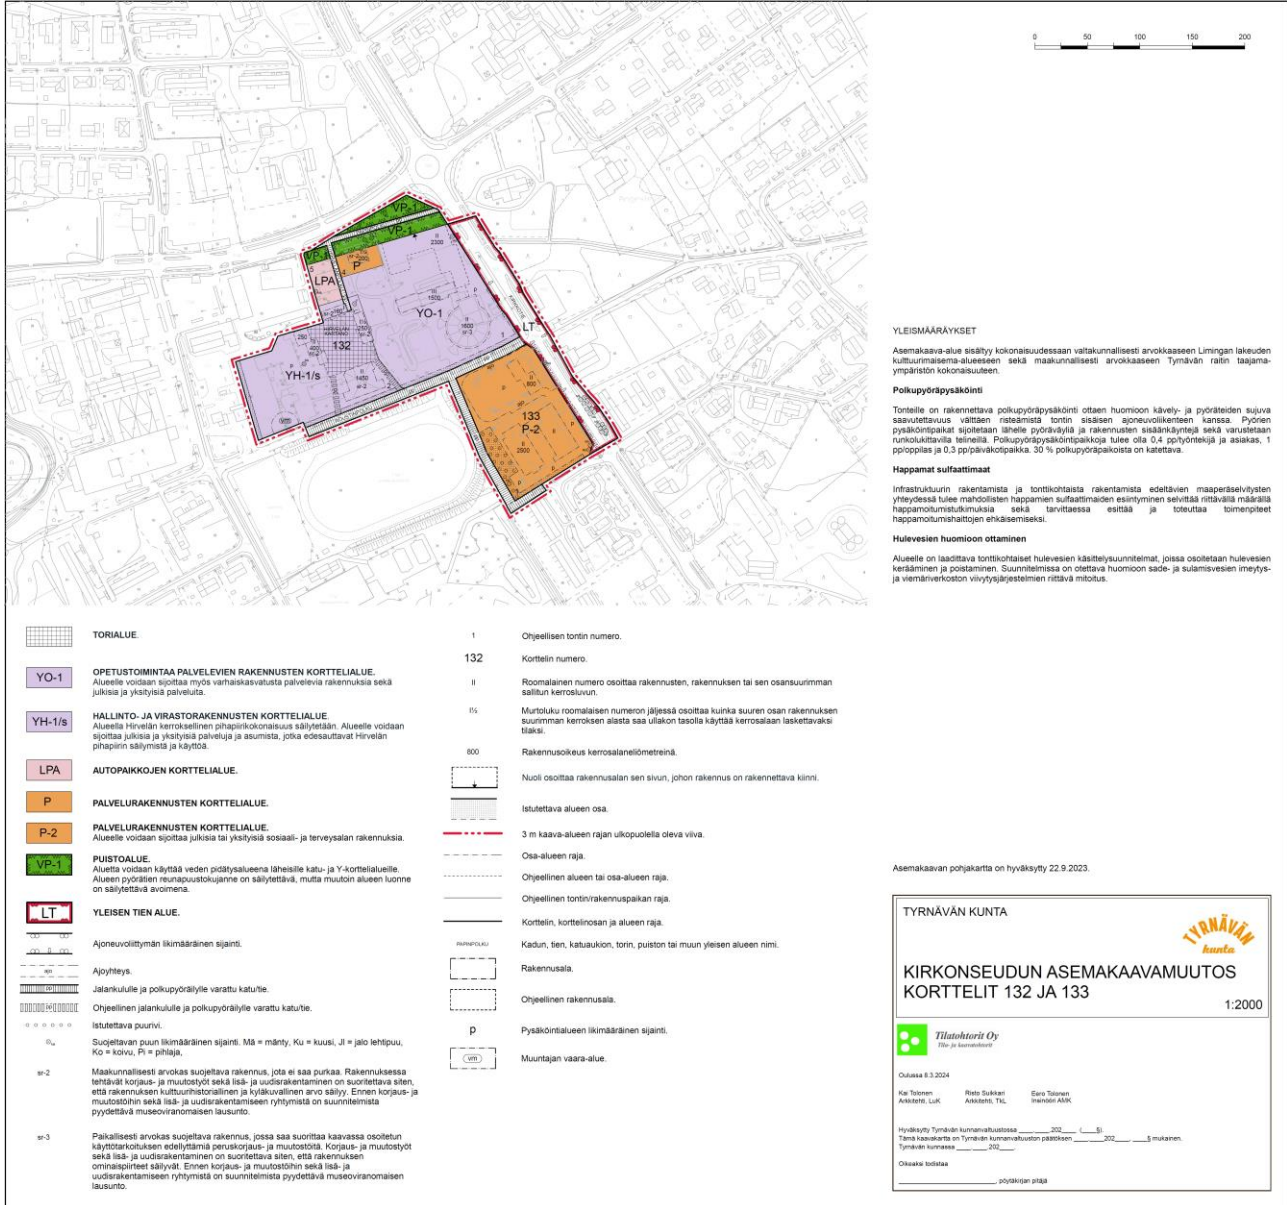 0 50 100 150 200
VP-1
VP-1
VP-1
P
LPA
YO-1
LT
132
YH-1/s
133
P-2
YLEISMÄÄRÄYKSET
Asemakaava-alue sisältyy kokonaisuudessaan valtakunnallisesti arvokkaaseen Limingan lakeuden
kulttuurimaisema-alueeseen sekä maakunnallisesti arvokkaaseen Tyrnävän raitin taajama-
ympäristön kokonaisuuteen.
Polkupyöräpysäköinti
Tonteille on rakennettava polkupyöräpysäköinti ottaen huomioon kävely- ja pyöräteiden sujuva
saavutettavuus välttäen risteämistä tontin sisäisen ajoneuvoliikenteen kanssa. Pyörien
pysäköintipaikat sijoitetaan lähelle pyöräväyliä ja rakennusten sisäänkäyntejä sekä varustetaan
runkolukittavilla telineillä. Polkupyöräpysäköintipaikkoja tulee olla 0,4 pp/työntekijä ja asiakas, 1
pp/oppilas ja 0,3 pp/päiväkotipaikka. 30 % polkupyöräpaikoista on katettava.
Happamat sulfaattimaat
Infrastruktuurin rakentamista ja tonttikohtaista rakentamista edeltävien maaperäselvitysten
yhteydessä tulee mahdollisten happamien sulfaattimaiden esiintyminen selvittää riittävällä määrällä
happamoitumistutkimuksia sekä tarvittaessa esittää ja toteuttaa toimenpiteet
happamoitumishaittojen ehkäisemiseksi.
Hulevesien huomioon ottaminen
Alueelle on laadittava tonttikohtaiset hulevesien käsittelysuunnitelmat, joissa osoitetaan hulevesien
kerääminen ja poistaminen. Suunnitelmissa on otettava huomioon sade- ja sulamisvesien imeytys-
ja viemäriverkoston viivytysjärjestelmien riittävä mitoitus.
TORIALUE.
YO-1 OPETUSTOIMINTAA PALVELEVIEN RAKENNUSTEN KORTTELIALUE.
Alueelle voidaan sijoittaa myös varhaiskasvatusta palvelevia rakennuksia sekä
julkisia ja yksityisiä palveluita.
YH-1/s HALLINTO- JA VIRASTORAKENNUSTEN KORTTELIALUE.
Alueella Hirvelän kerroksellinen pihapiirikokonaisuus säilytetään. Alueelle voidaan
sijoittaa julkisia ja yksityisiä palveluja ja asumista, jotka edesauttavat Hirvelän
pihapiirin säilymistä ja käyttöä.
LPA AUTOPAIKKOJEN KORTTELIALUE.
P PALVELURAKENNUSTEN KORTTELIALUE.
P-2 PALVELURAKENNUSTEN KORTTELIALUE.
Alueelle voidaan sijoittaa julkisia tai yksityisiä sosiaali- ja terveysalan rakennuksia.
VP-1 PUISTOALUE.
Aluetta voidaan käyttää veden pidätysalueena läheisille katu- ja Y-korttelialueille.
Alueen pyörätien reunapuustokujanne on säilytettävä, mutta muutoin alueen luonne
on säilytettävä avoimena.
LT YLEISEN TIEN ALUE.
Ajoneuvoliittymän likimääräinen sijainti.
ajo Ajoyhteys.
pp Jalankululle ja polkupyöräilylle varattu katu/tie.
pp Ohjeellinen jalankululle ja polkupyöräilylle varattu katu/tie.
Istutettava puurivi.
Suojeltavan puun likimääräinen sijainti. Mä = mänty, Ku = kuusi, Jl = jalo lehtipuu,
Ko = koivu, Pi = pihlaja,
sr-2 Maakunnallisesti arvokas suojeltava rakennus, jota ei saa purkaa. Rakennuksessa
tehtävät korjaus- ja muutostyöt sekä lisä- ja uudisrakentaminen on suoritettava siten,
että rakennuksen kulttuurihistoriallinen ja kyläkuvallinen arvo säilyy. Ennen korjaus- ja
muutostöihin sekä lisä- ja uudisrakentamiseen ryhtymistä on suunnitelmista
pyydettävä museoviranomaisen lausunto.
sr-3 Paikallisesti arvokas suojeltava rakennus, jossa saa suorittaa kaavassa osoitetun
käyttötarkoituksen edellyttämiä peruskorjaus- ja muutostöitä. Korjaus- ja muutostyöt
sekä lisä- ja uudisrakentaminen on suoritettava siten, että rakennuksen
ominaispiirteet säilyvät. Ennen korjaus- ja muutostöihin sekä lisä- ja
uudisrakentamiseen ryhtymistä on suunnitelmista pyydettävä museoviranomaisen
lausunto.
1 Ohjeellisen tontin numero.
132 Korttelin numero.
II Roomalainen numero osoittaa rakennusten, rakennuksen tai sen osansuurimman
sallitun kerrosluvun.
I½ Murtoluku roomalaisen numeron jäljessä osoittaa kuinka suuren osan rakennuksen
suurimman kerroksen alasta saa ullakon tasolla käyttää kerrosalaan laskettavaksi
tilaksi.
800 Rakennusoikeus kerrosalaneliömetreinä.
Nuoli osoittaa rakennusalan sen sivun, johon rakennus on rakennettava kiinni.
Istutettava alueen osa.
3 m kaava-alueen rajan ulkopuolella oleva viiva.
Osa-alueen raja.
Ohjeellinen alueen tai osa-alueen raja.
Ohjeellinen tontin/rakennuspaikan raja.
Korttelin, korttelinosan ja alueen raja.
Kadun, tien, katuaukion, torin, puiston tai muun yleisen alueen nimi.
Rakennusala.
Ohjeellinen rakennusala.
p Pysäköintialueen likimääräinen sijainti.
vm Muuntajan vaara-alue.
Asemakaavan pohjakartta on hyväksytty 22.9.2023.
TYRNÄVÄN KUNTA
TYRNÄVÄN
kunta
KIRKONSEUDUN ASEMAKAAVAMUUTOS
KORTTELIT 132 JA 133
1:2000
Tilatohtorit Oy
Tila- ja kaavatohtorit
Oulussa 8.3.2024
Kai Tolonen Risto Suikkari Eero Tolonen
Arkkitehti, LuK Arkkitehti, TkL Insinööri AMK
Hyväksytty Tyrnävän kunnanvaltuustossa ____.____.202____ (____§).
Tämä kaavakartta on Tyrnävän kunnanvaltuuston päätöksen ____.____.202____, ____§ mukainen.
Tyrnävän kunnassa ____.____.202____.
Oikeaksi todistaa
____________________, pöytäkirjan pitäjä